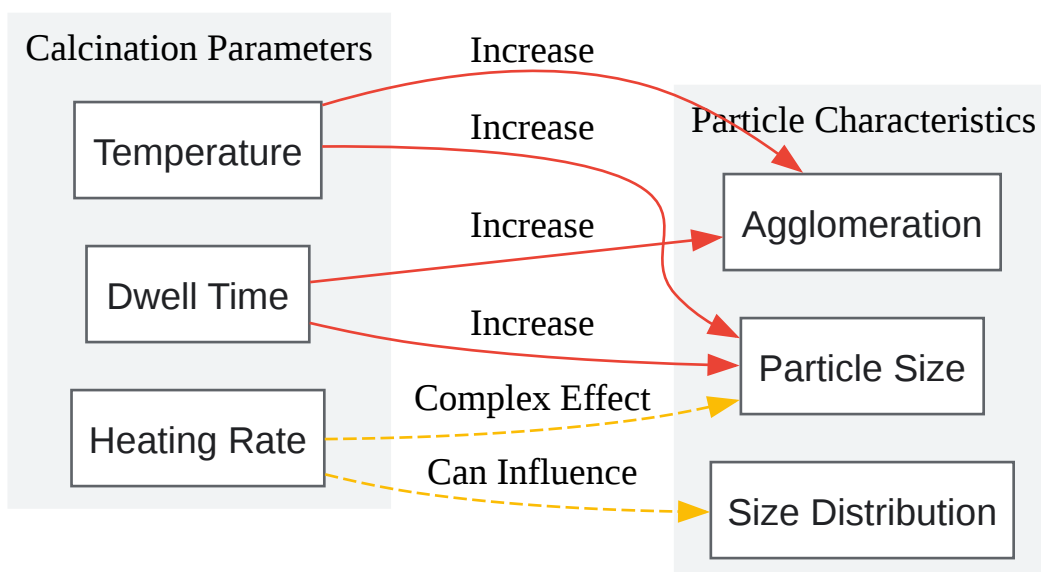 Calcination Parameters
Temperature
Dwell Time
Heating Rate
Increase
Increase
Increase
Increase
Complex Effect
Can Influence
Particle Characteristics
Agglomeration
Particle Size
Size Distribution